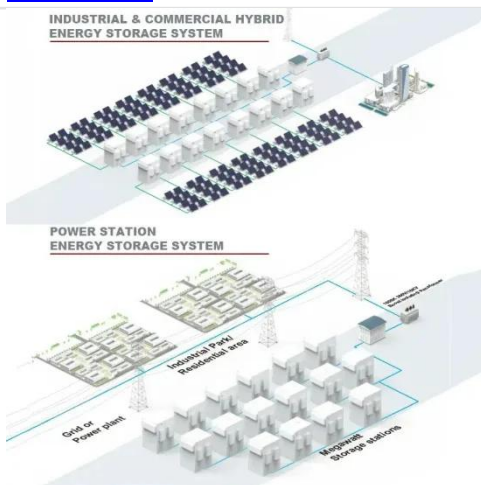 INDUSTRIAL & COMMERCIAL HYBRID
ENERGY STORAGE SYSTEM
POWER STATION
ENERGY STORAGE SYSTEM
Industrial Park/
Residential area
Grid or
Power plant
Megawatt
Storage stations